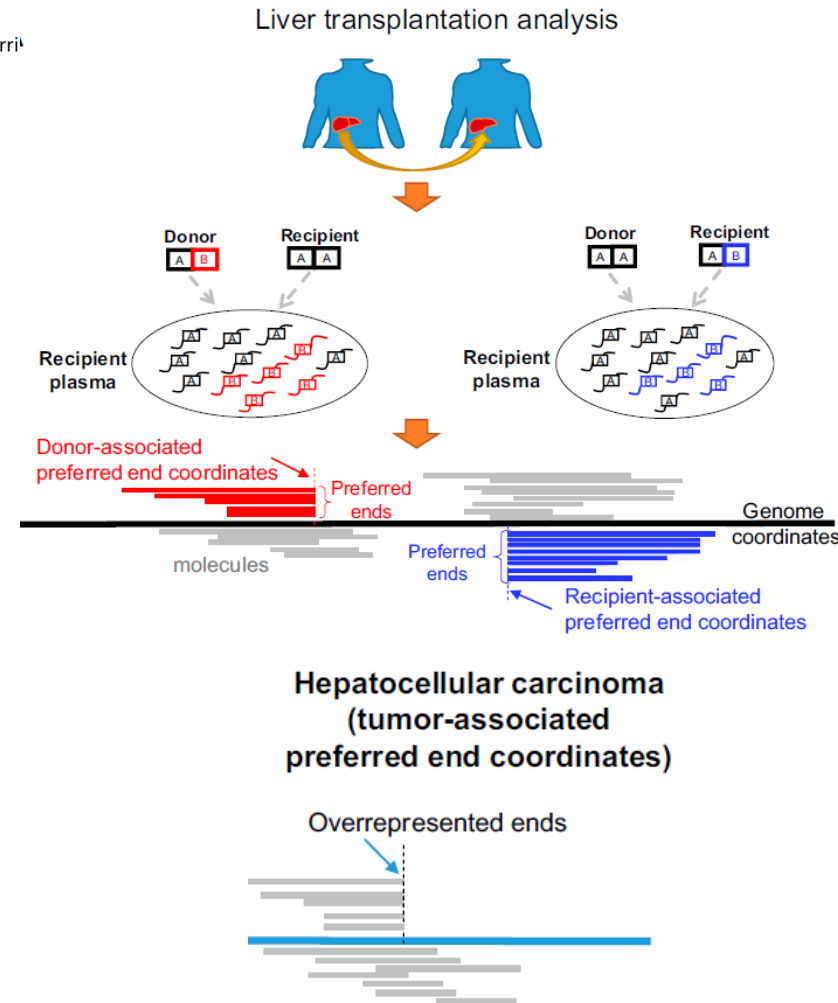 Liver transplantation analysis
Donor
A B
Recipient
A A
Donor
A A
Recipient
A B
Recipient
plasma
A
A
A
B
A
A
A
B
A
B
B
B
Recipient
plasma
A
A
A
B
A
A
A
B
A
B
B
A
Donor-associated
preferred end coordinates
Preferred
ends
molecules
Genome
coordinates
Preferred
ends
Recipient-associated
preferred end coordinates
Hepatocellular carcinoma
(tumor-associated
preferred end coordinates)
Overrepresented ends